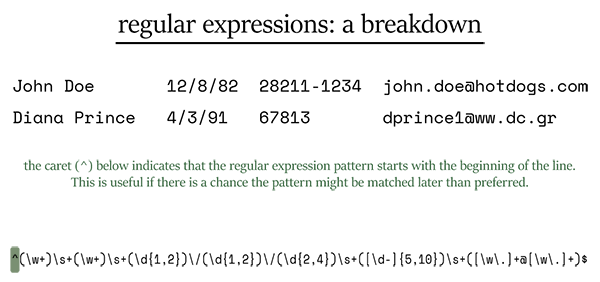 regular expressions: a breakdown
John Doe 12/8/82 28211-1234 john.doe@hotdogs.com
Diana Prince 4/3/91 67813 dprince1@ww.dc.gr
the caret (^) below indicates that the regular expression pattern starts with the beginning of the line.
This is useful if there is a chance the pattern might be matched later than preferred.
^(\w+)\s+(\w+)\s+(\d{1,2})\/(\d{1,2})\/(\d{2,4})\s+([\d-]{5,10})\s+([\w\.]+@[\w\.]+)$